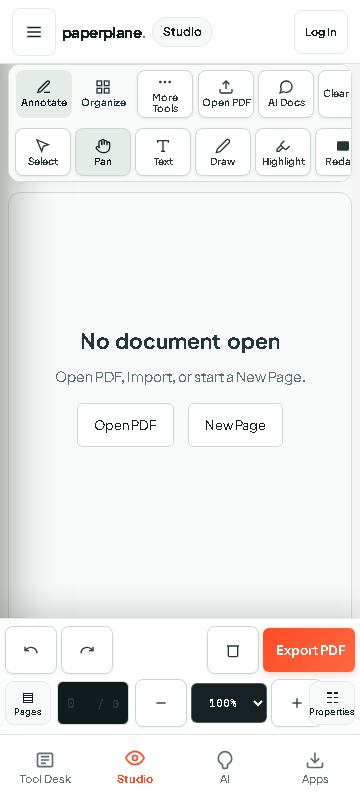 paperplane. Studio Log In
Annotate Organize More Tools Open PDF AI Docs Clear
Select Pan Text Draw Highlight Reda
No document open
Open PDF, Import, or start a New Page.
Open PDF New Page
Export PDF
Pages 0 / 0 − 100% + Properties
Tool Desk Studio AI Apps